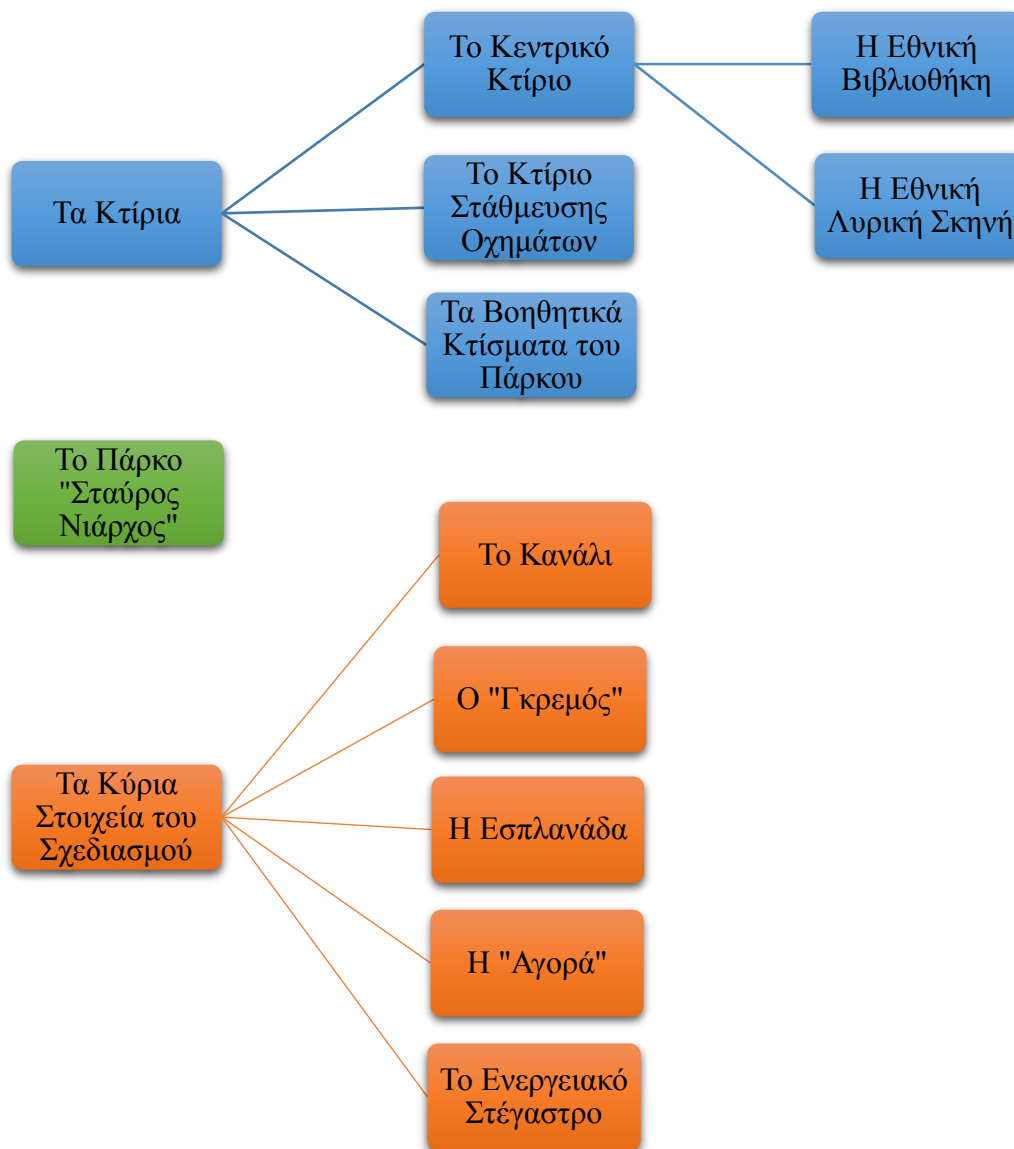 Τα Κτίρια
Το Κεντρικό
Κτίριο
Η Εθνική
Βιβλιοθήκη
Η Εθνική
Λυρική Σκηνή
Το Κτίριο
Στάθμευσης
Οχημάτων
Τα Βοηθητικά
Κτίσματα του
Πάρκου
Το Πάρκο
"Σταύρος
Νιάρχος"
Τα Κύρια
Στοιχεία του
Σχεδιασμού
Το Κανάλι
Ο "Γκρεμός"
Η Εσπλανάδα
Η "Αγορά"
Το Ενεργειακό
Στέγαστρο